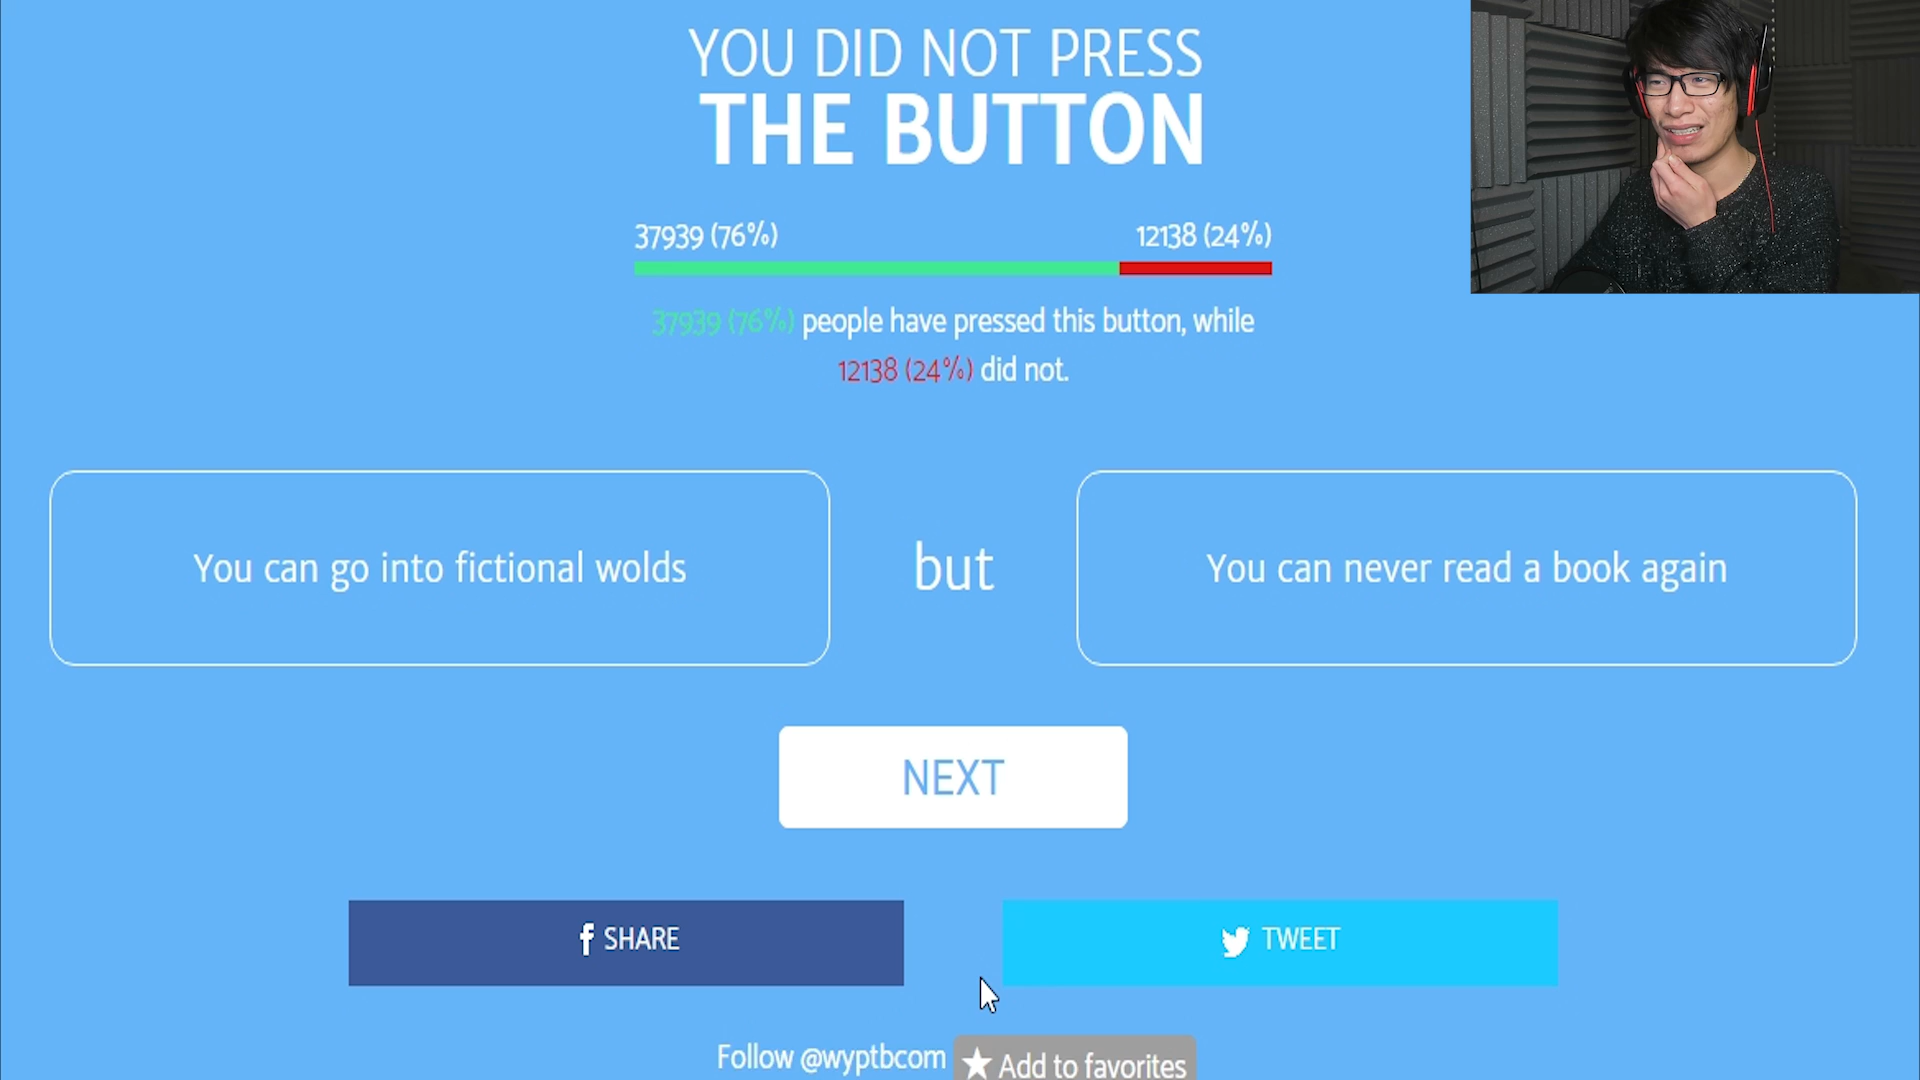 YOU DID NOT PRESS
THE BUTTON
37939 (76%) 12138 (24%)
37939 (76%) people have pressed this button, while
12138 (24%) did not.
You can go into fictional wolds
but
You can never read a book again
NEXT
f SHARE
TWEET
Follow @wyptbcom
Add to favorites